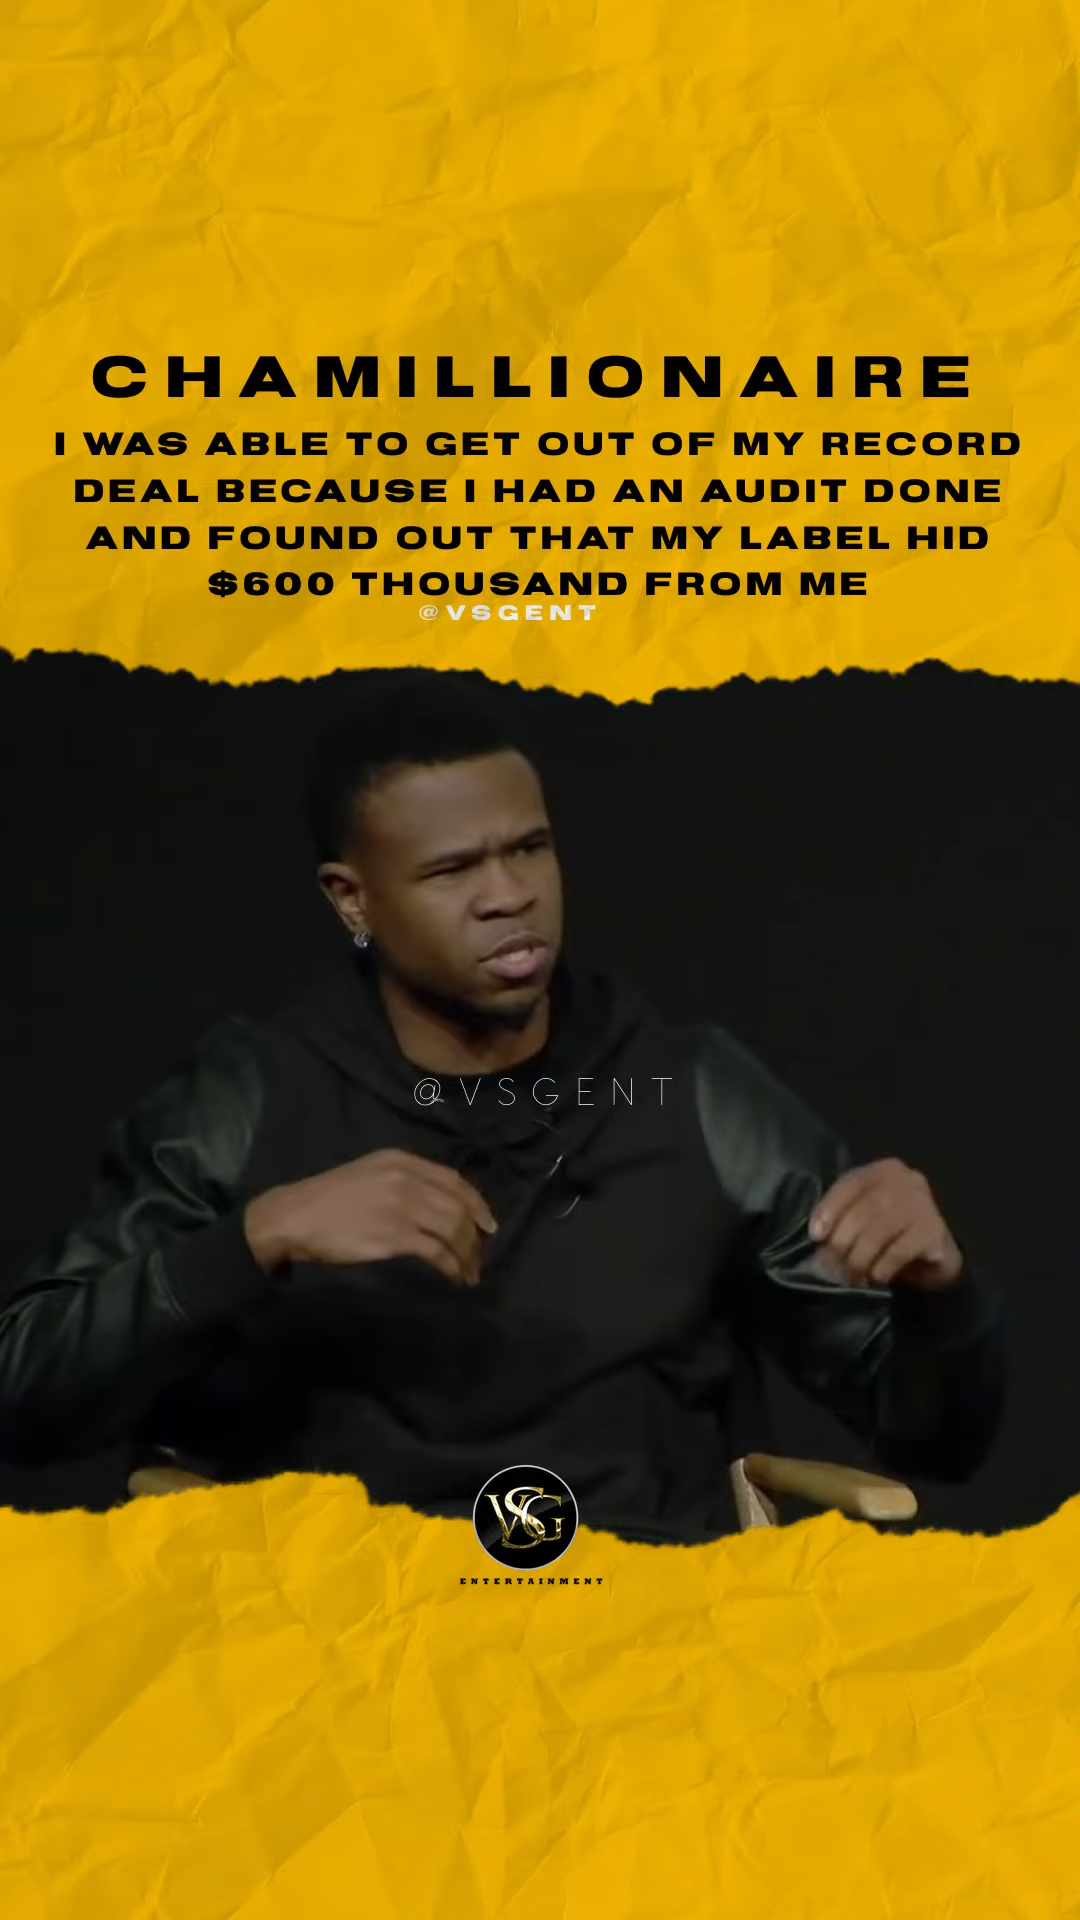 CHAMILLIONAIRE
I WAS ABLE TO GET OUT OF MY RECORD
DEAL BECAUSE I HAD AN AUDIT DONE
AND FOUND OUT THAT MY LABEL HID
$600 THOUSAND FROM ME
@VSGENT
@VSGENT
VSG
ENTERTAINMENT